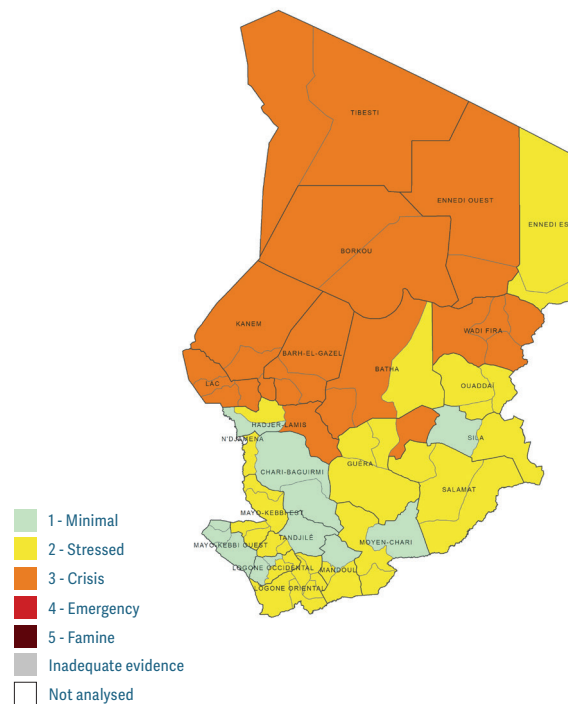 TIBESTI
ENNEDI OUEST
ENNEDI ES
BORKOU
KANEM
WADI FIRA
BARH-EL-GAZEL
BATHA
LAC
OUADDAÏ
HADJER-LAMIS
N'DJAMENA
SILA
GUÉRA
CHARI-BAGUIRMI
SALAMAT
MAYO-KEBBI EST
TANDJILÉ
MOYEN-CHARI
MAYO-KEBBI OUEST
LOGONE OCCIDENTAL
MANDOUL
LOGONE ORIENTAL
1 - Minimal
2 - Stressed
3 - Crisis
4 - Emergency
5 - Famine
Inadequate evidence
Not analysed